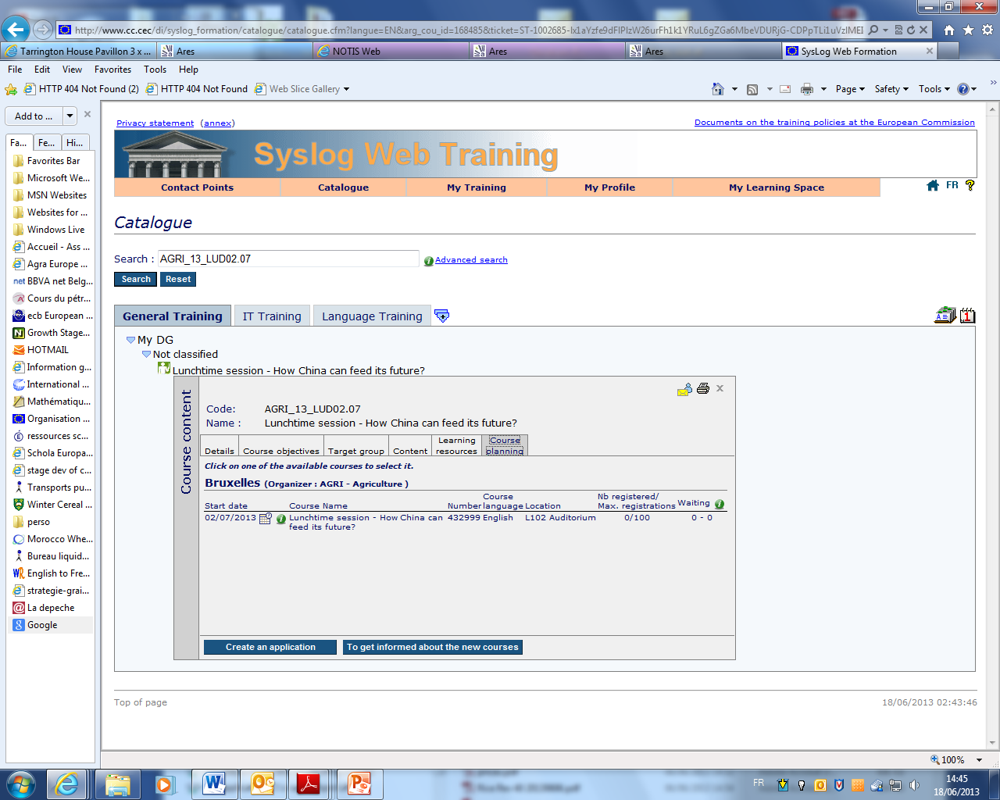 http://www.cc.cec/di/syslog_formation/catalogue/catalogue.cfm?langue=EN&arg_cou_id=168485&ticket=
Tarrington House Pavillon 3 x ...
Ares
NOTIS Web
Ares
Ares
SysLog Web Formation
File Edit View Favorites Tools Help
HTTP 404 Not Found (2) HTTP 404 Not Found Web Slice Gallery
Page Safety Tools
Add to ...
Fa... Fe... Hi...
Favorites Bar
Microsoft We...
MSN Websites
Websites for ...
Windows Live
Accueil - Ass ...
Agra Europe ...
net BBVA net Belg...
Cours du pétr...
ecb European ...
Growth Stage...
HOTMAIL
Information g...
International ...
Mathématiqu...
Organisation ...
ressources sc...
Schola Europa...
stage dev of c...
Transports pu...
Winter Cereal ...
perso
Morocco Whe...
Bureau liquid...
English to Fre...
strategie-grai...
La depeche
Google
Privacy statement (annex)
Documents on the training policies at the European Commission
Syslog Web Training
Contact Points Catalogue My Training My Profile My Learning Space
FR
Catalogue
Search : AGRI_13_LUD02.07
Advanced search
Search Reset
General Training IT Training Language Training
My DG
Not classified
Lunchtime session - How China can feed its future?
Course content
Code: AGRI_13_LUD02.07
Name : Lunchtime session - How China can feed its future?
Details Course objectives Target group Content Learning resources Course planning
Click on one of the available courses to select it.
Bruxelles (Organizer : AGRI - Agriculture )
Start date Course Name Number Course language Location Nb registered/ Max. registrations Waiting
02/07/2013 Lunchtime session - How China can feed its future? 432999 English L102 Auditorium 0/100 0 - 0
Create an application To get informed about the new courses
Top of page
18/06/2013 02:43:46
100%
FR
14:45
18/06/2013